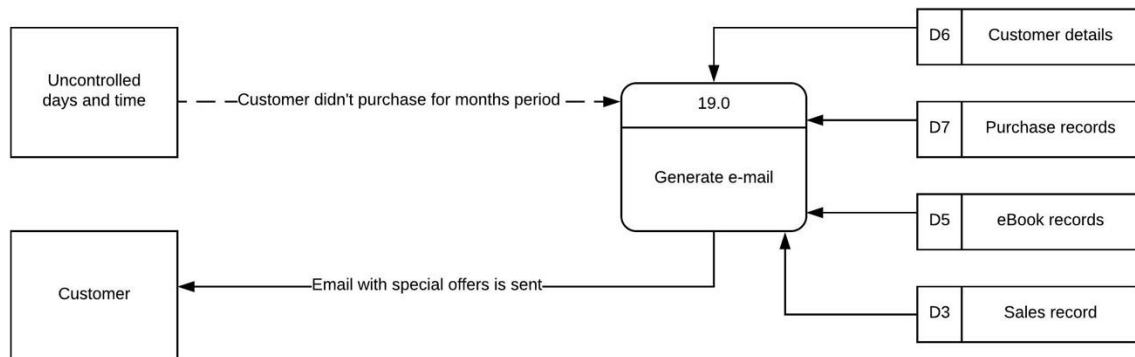 Uncontrolled
days and time
Customer didn't purchase for months period
19.0
Generate e-mail
D6 Customer details
D7 Purchase records
D5 eBook records
D3 Sales record
Customer
Email with special offers is sent